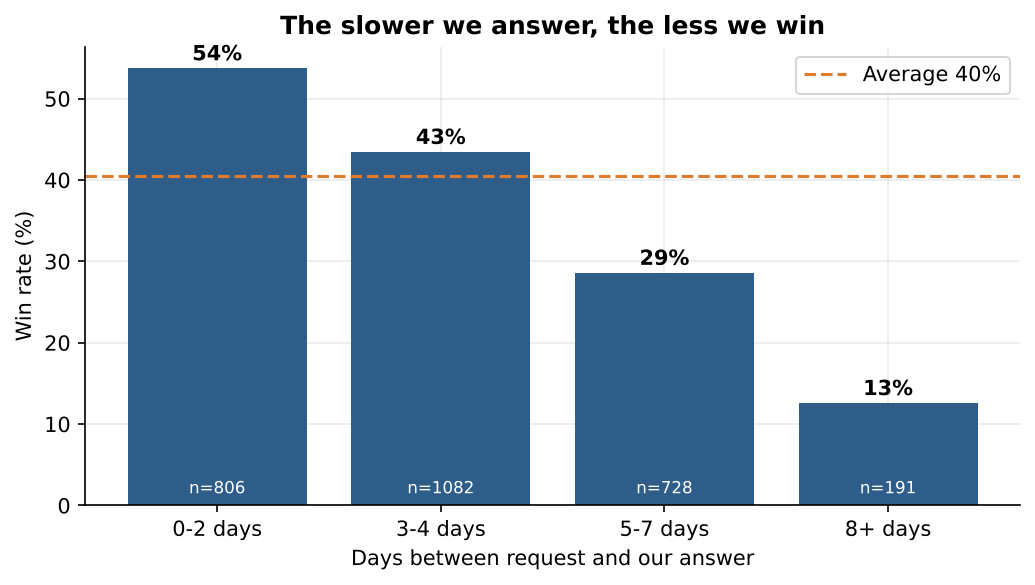 The slower we answer, the less we win
54%
Average 40%
50
43%
40
Win rate (%)
30
29%
20
13%
10
n=806
n=1082
n=728
n=191
0
0-2 days
3-4 days
5-7 days
8+ days
Days between request and our answer